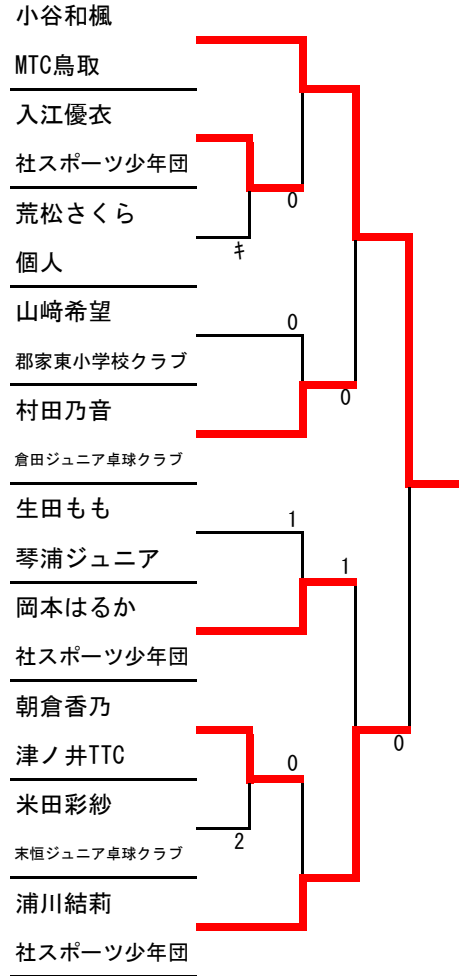 小谷和楓
MTC鳥取
入江優衣
社スポーツ少年団
0
荒松さくら
キ
個人
山﨑希望
0
郡家東小学校クラブ
0
村田乃音
倉田ジュニア卓球クラブ
生田もも
1
琴浦ジュニア
1
岡本はるか
社スポーツ少年団
朝倉香乃
0
津ノ井TTC
0
米田彩紗
2
末恒ジュニア卓球クラブ
浦川結莉
社スポーツ少年団